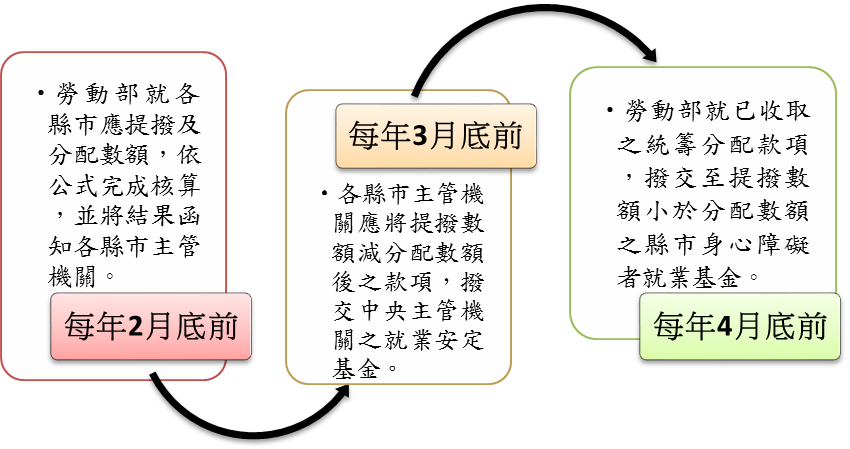 • 勞動部就各
縣市應提撥及
分配數額，依
公式完成核算
，並將結果函
知各縣市主管
機關。
每年2月底前
每年3月底前
• 各縣市主管機
關應將提撥數
額減分配數額
後之款項，撥
交中央主管機
關之就業安定
基金。
• 勞動部就已收取
之統籌分配款項
，撥交至提撥數
額小於分配數額
之縣市身心障礙
者就業基金。
每年4月底前